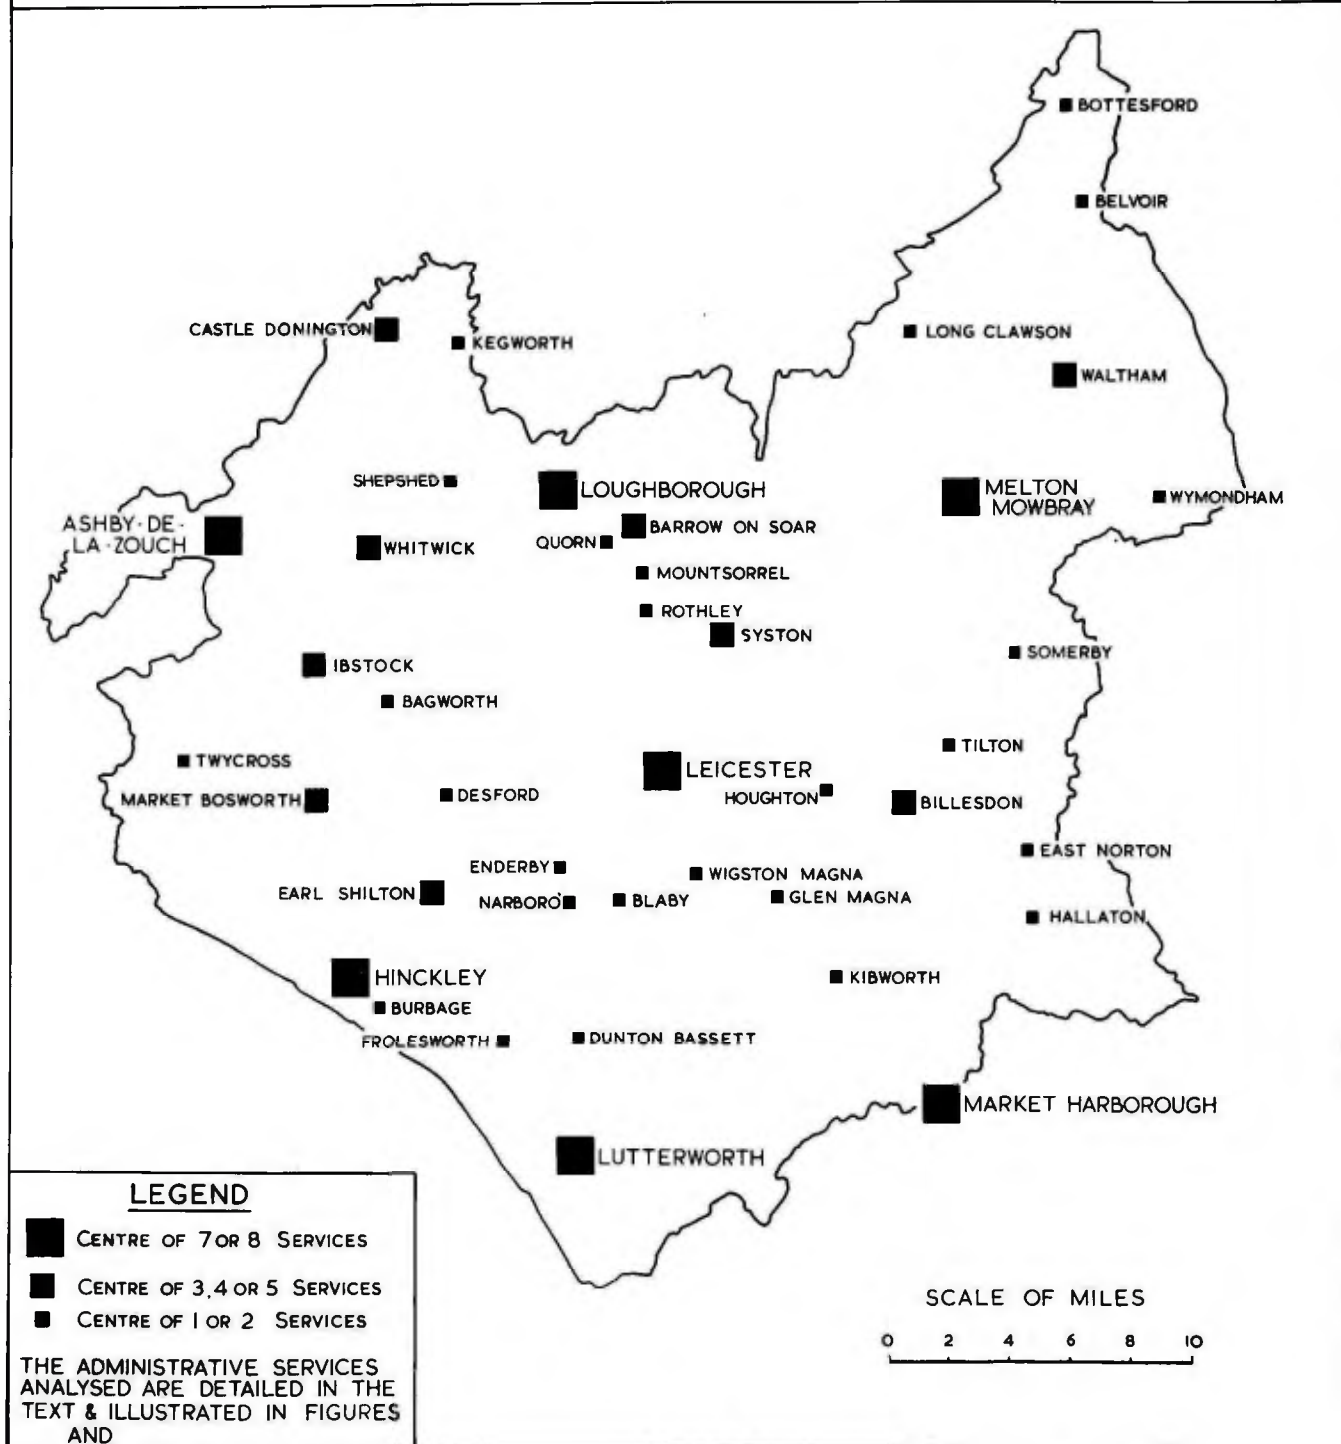 BOTTESFORD
BELVOIR
CASTLE DONINGTON
KEGWORTH
LONG CLAWSON
WALTHAM
SHEPSHED
LOUGHBOROUGH
MELTON
MOWBRAY
WYMONDHAM
ASHBY-DE-
LA-ZOUCH
WHITWICK
QUORN
BARROW ON SOAR
MOUNTSORREL
ROTHLEY
SYSTON
SOMERBY
IBSTOCK
BAGWORTH
TILTON
TWYCROSS
LEICESTER
MARKET BOSWORTH
DESFORD
HOUGHTON
BILLESDON
EAST NORTON
ENDERBY
WIGSTON MAGNA
EARL SHILTON
NARBORO'
BLABY
GLEN MAGNA
HALLATON
HINCKLEY
KIBWORTH
BURBAGE
FROLESWORTH
DUNTON BASSETT
MARKET HARBOROUGH
LUTTERWORTH
LEGEND
CENTRE OF 7 OR 8 SERVICES
CENTRE OF 3,4 OR 5 SERVICES
CENTRE OF 1 OR 2 SERVICES
THE ADMINISTRATIVE SERVICES
ANALYSED ARE DETAILED IN THE
TEXT & ILLUSTRATED IN FIGURES
AND
SCALE OF MILES
0 2 4 6 8 10